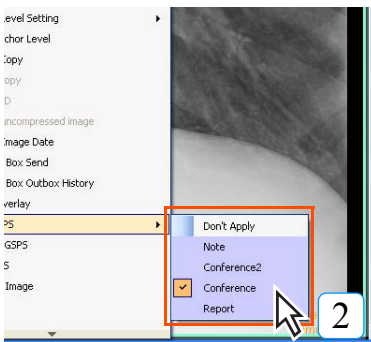 Level Setting
chor Level
Copy
opy
D
uncompressed image
Image Date
Box Send
Box Outbox History
verlay
PS
GSPS
S
Image
Don't Apply
Note
Conference2
Conference
Report
2